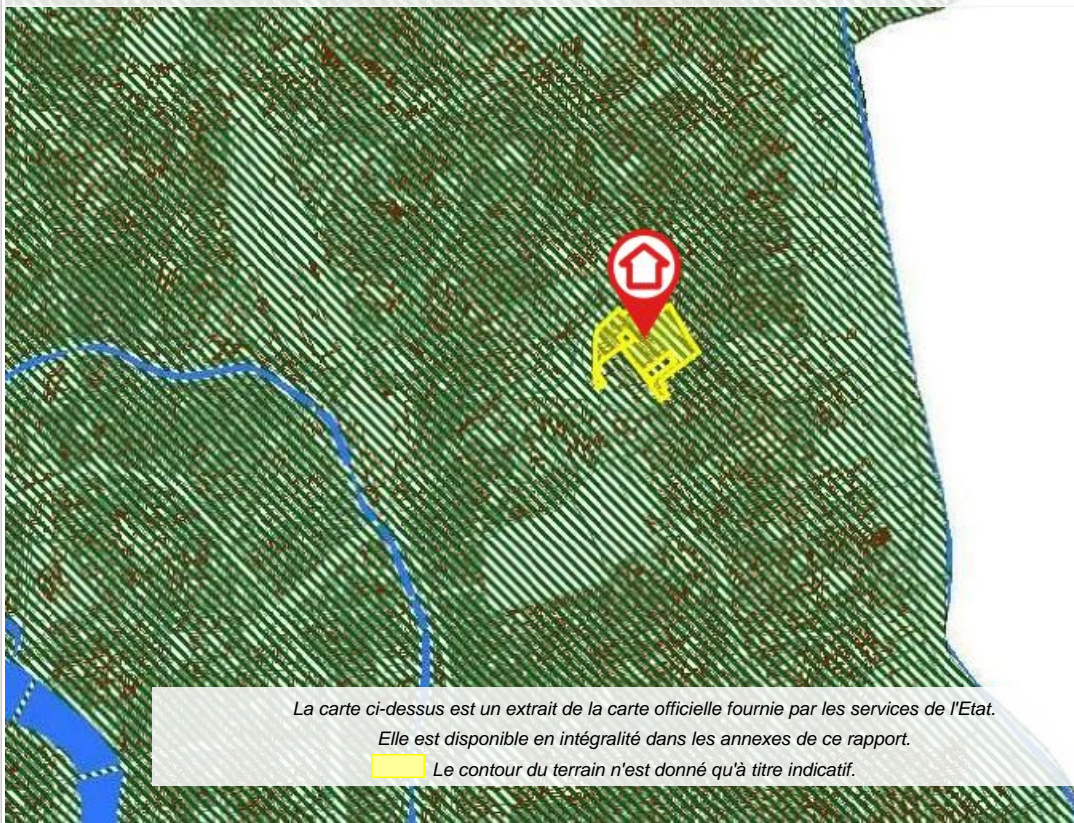 La carte ci-dessus est un extrait de la carte officielle fournie par les services de l'Etat.
Elle est disponible en intégralité dans les annexes de ce rapport.
Le contour du terrain n'est donné qu'à titre indicatif.